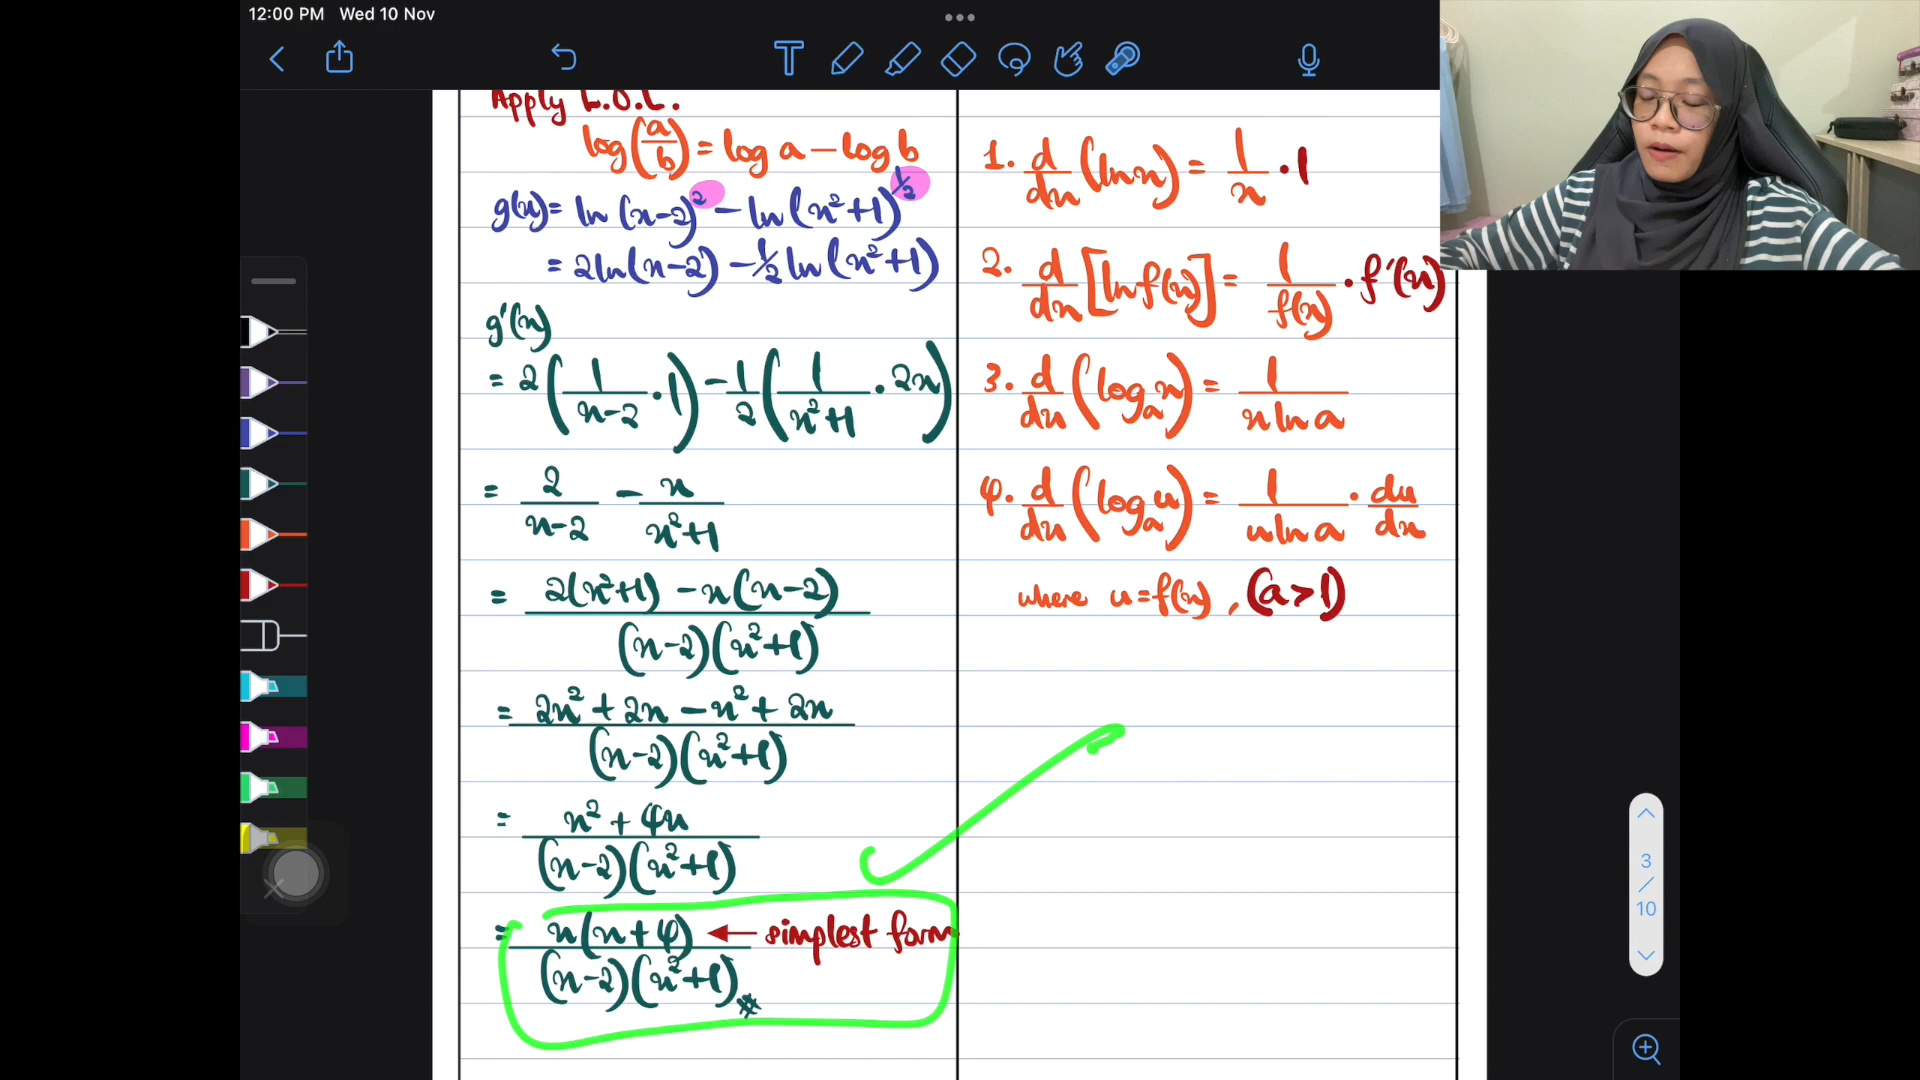 12:00 PM Wed 10 Nov
Apply L.O.L.
log(a/b) = log a − log b
g(x) = ln (x−2)² − ln (x²+1)^½
= 2ln(x−2) − ½ ln(x²+1)
g'(x)
= 2(1/(x−2) · 1) − 1/2 (1/(x²+1) · 2x)
= 2/(x−2) − x/(x²+1)
= (2(x²+1) − x(x−2))/((x−2)(x²+1))
= (2x² + 2x − x² + 2x)/((x−2)(x²+1))
= (x² + 4x)/((x−2)(x²+1))
= x(x+4)/((x−2)(x²+1)) # ← simplest form
1. d/dx (ln x) = 1/x · 1
2. d/dx [ln f(x)] = 1/f(x) · f'(x)
3. d/dx (logₐ x) = 1/(x ln a)
4. d/dx (logₐ u) = 1/(u ln a) · du/dx
where u = f(x), (a > 1)
3
/
10